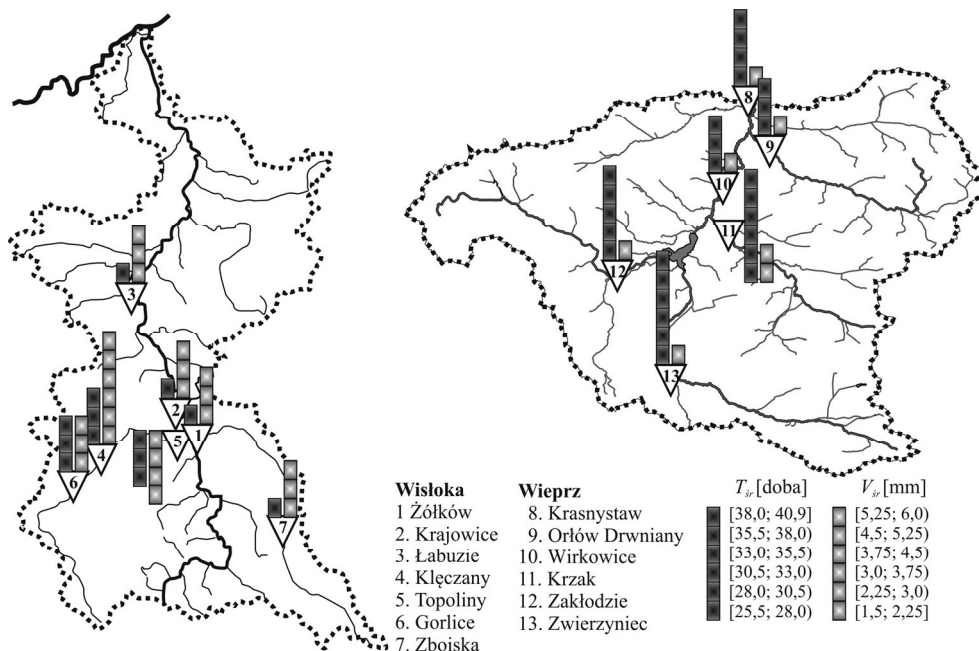 8
9
10
11
12
13
3
2
1
5
4
6
7
Wisłoka
1 Żółków
2. Krajowice
3. Łabuzie
4. Klęczany
5. Topoliny
6. Gorlice
7. Zboiska
Wieprz
8. Krasnystaw
9. Orłów Drwniany
10. Wirkowice
11. Krzak
12. Zakłodzie
13. Zwierzyniec
Tśr [doba]
[38,0; 40,9]
[35,5; 38,0)
[33,0; 35,5)
[30,5; 33,0)
[28,0; 30,5)
[25,5; 28,0)
Vśr [mm]
[5,25; 6,0)
[4,5; 5,25)
[3,75; 4,5)
[3,0; 3,75)
[2,25; 3,0)
[1,5; 2,25]